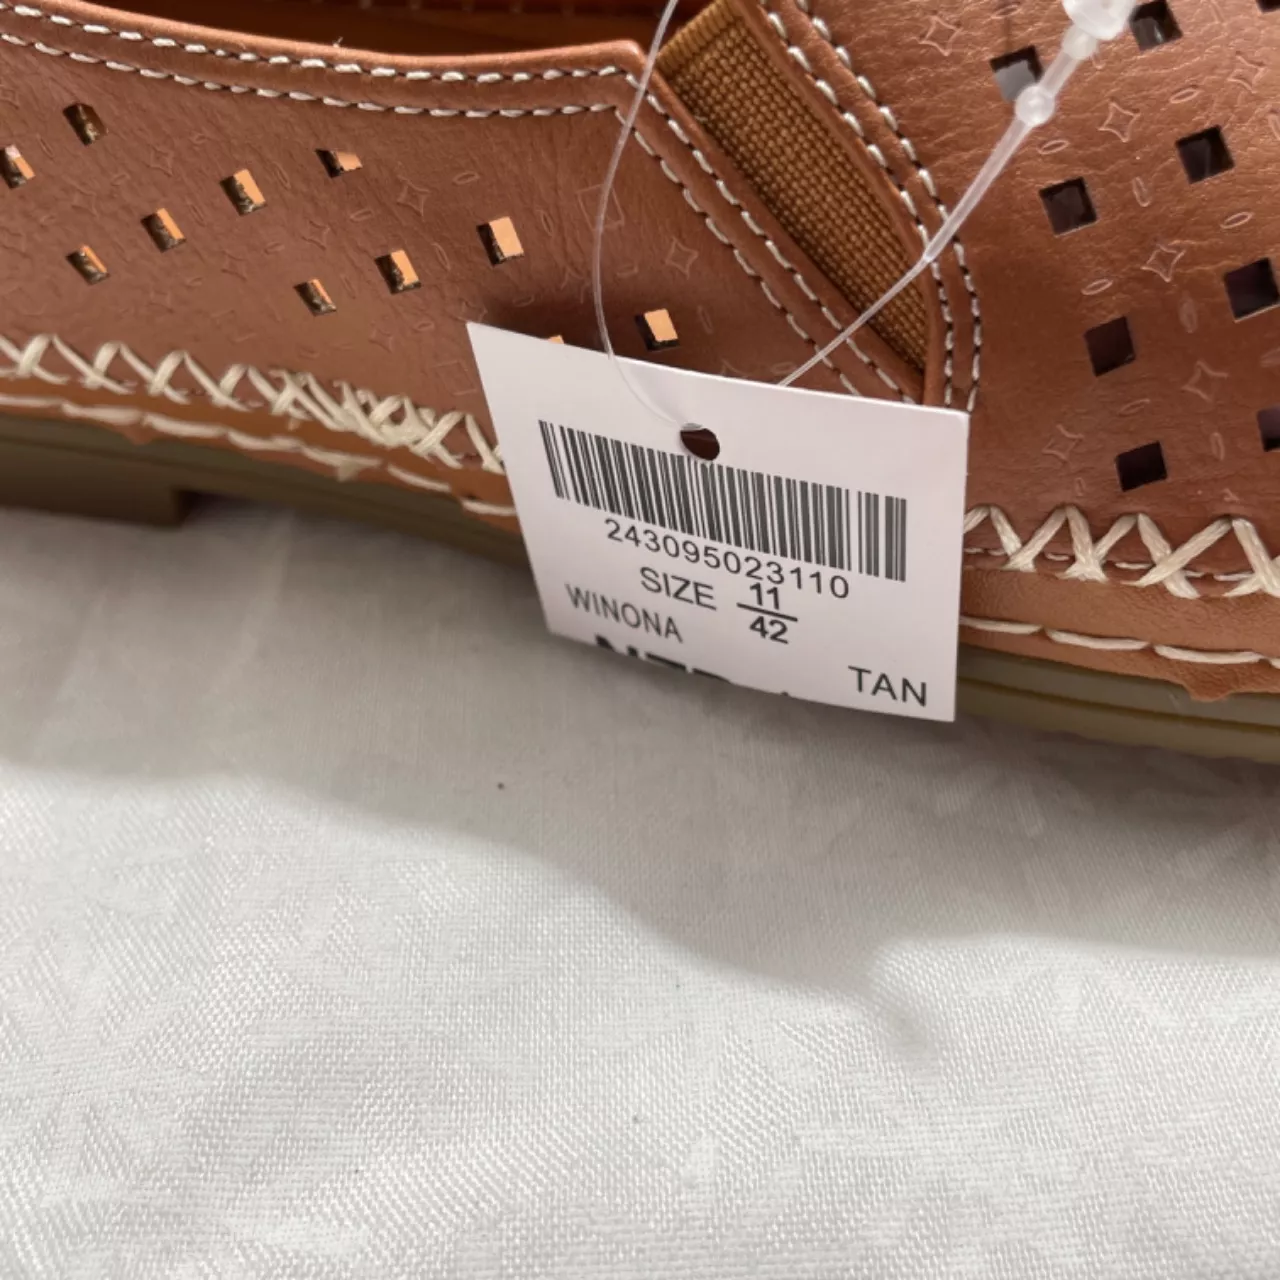 243095023110
SIZE 11/42
WINONA
TAN